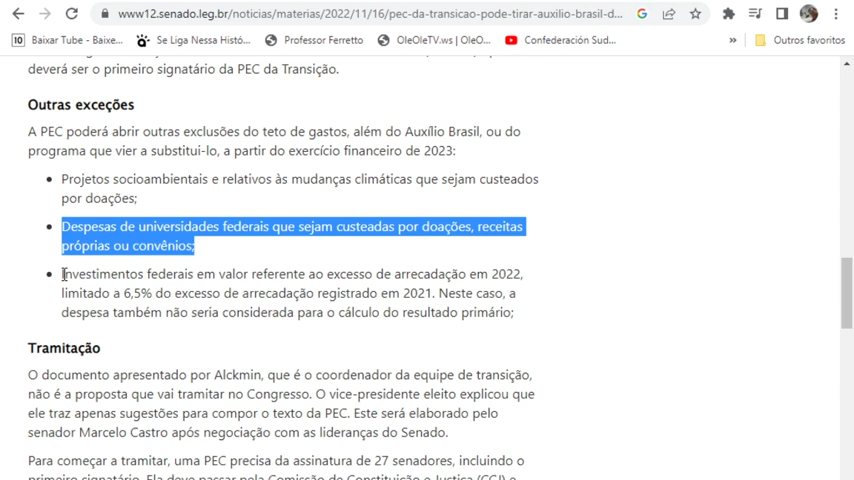 www12.senado.leg.br/noticias/materias/2022/11/16/pec-da-transicao-pode-tirar-auxilio-brasil-d...
Baixar Tube - Baixe...
Se Liga Nessa Histó...
Professor Ferretto
OleOleTV.ws | OleO...
Confederación Sud...
»
Outros favoritos
deverá ser o primeiro signatário da PEC da Transição.
Outras exceções
A PEC poderá abrir outras exclusões do teto de gastos, além do Auxílio Brasil, ou do
programa que vier a substituí-lo, a partir do exercício financeiro de 2023:
• Projetos socioambientais e relativos às mudanças climáticas que sejam custeados
por doações;
• Despesas de universidades federais que sejam custeadas por doações, receitas
próprias ou convênios;
• Investimentos federais em valor referente ao excesso de arrecadação em 2022,
limitado a 6,5% do excesso de arrecadação registrado em 2021. Neste caso, a
despesa também não seria considerada para o cálculo do resultado primário;
Tramitação
O documento apresentado por Alckmin, que é o coordenador da equipe de transição,
não é a proposta que vai tramitar no Congresso. O vice-presidente eleito explicou que
ele traz apenas sugestões para compor o texto da PEC. Este será elaborado pelo
senador Marcelo Castro após negociação com as lideranças do Senado.
Para começar a tramitar, uma PEC precisa da assinatura de 27 senadores, incluindo o
primeiro signatário. Ela deve passar pela Comissão de Constituição e Justiça (CCJ) e